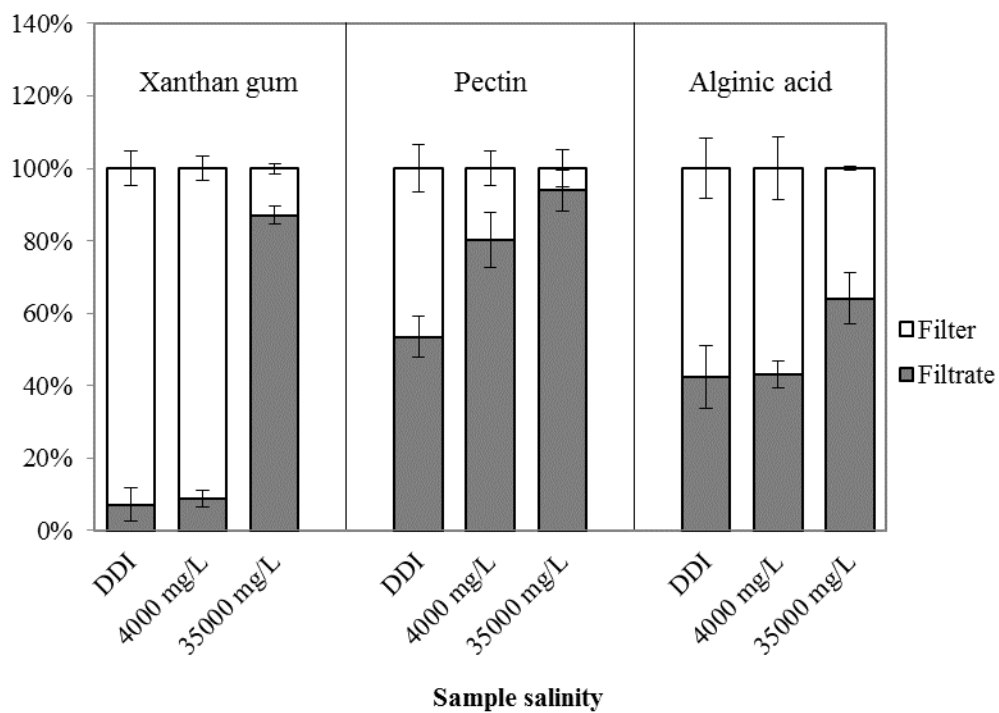 140%
120%
100%
80%
60%
40%
20%
0%
Xanthan gum
Pectin
Alginic acid
Filter
Filtrate
DDI
4000 mg/L
35000 mg/L
DDI
4000 mg/L
35000 mg/L
DDI
4000 mg/L
35000 mg/L
Sample salinity